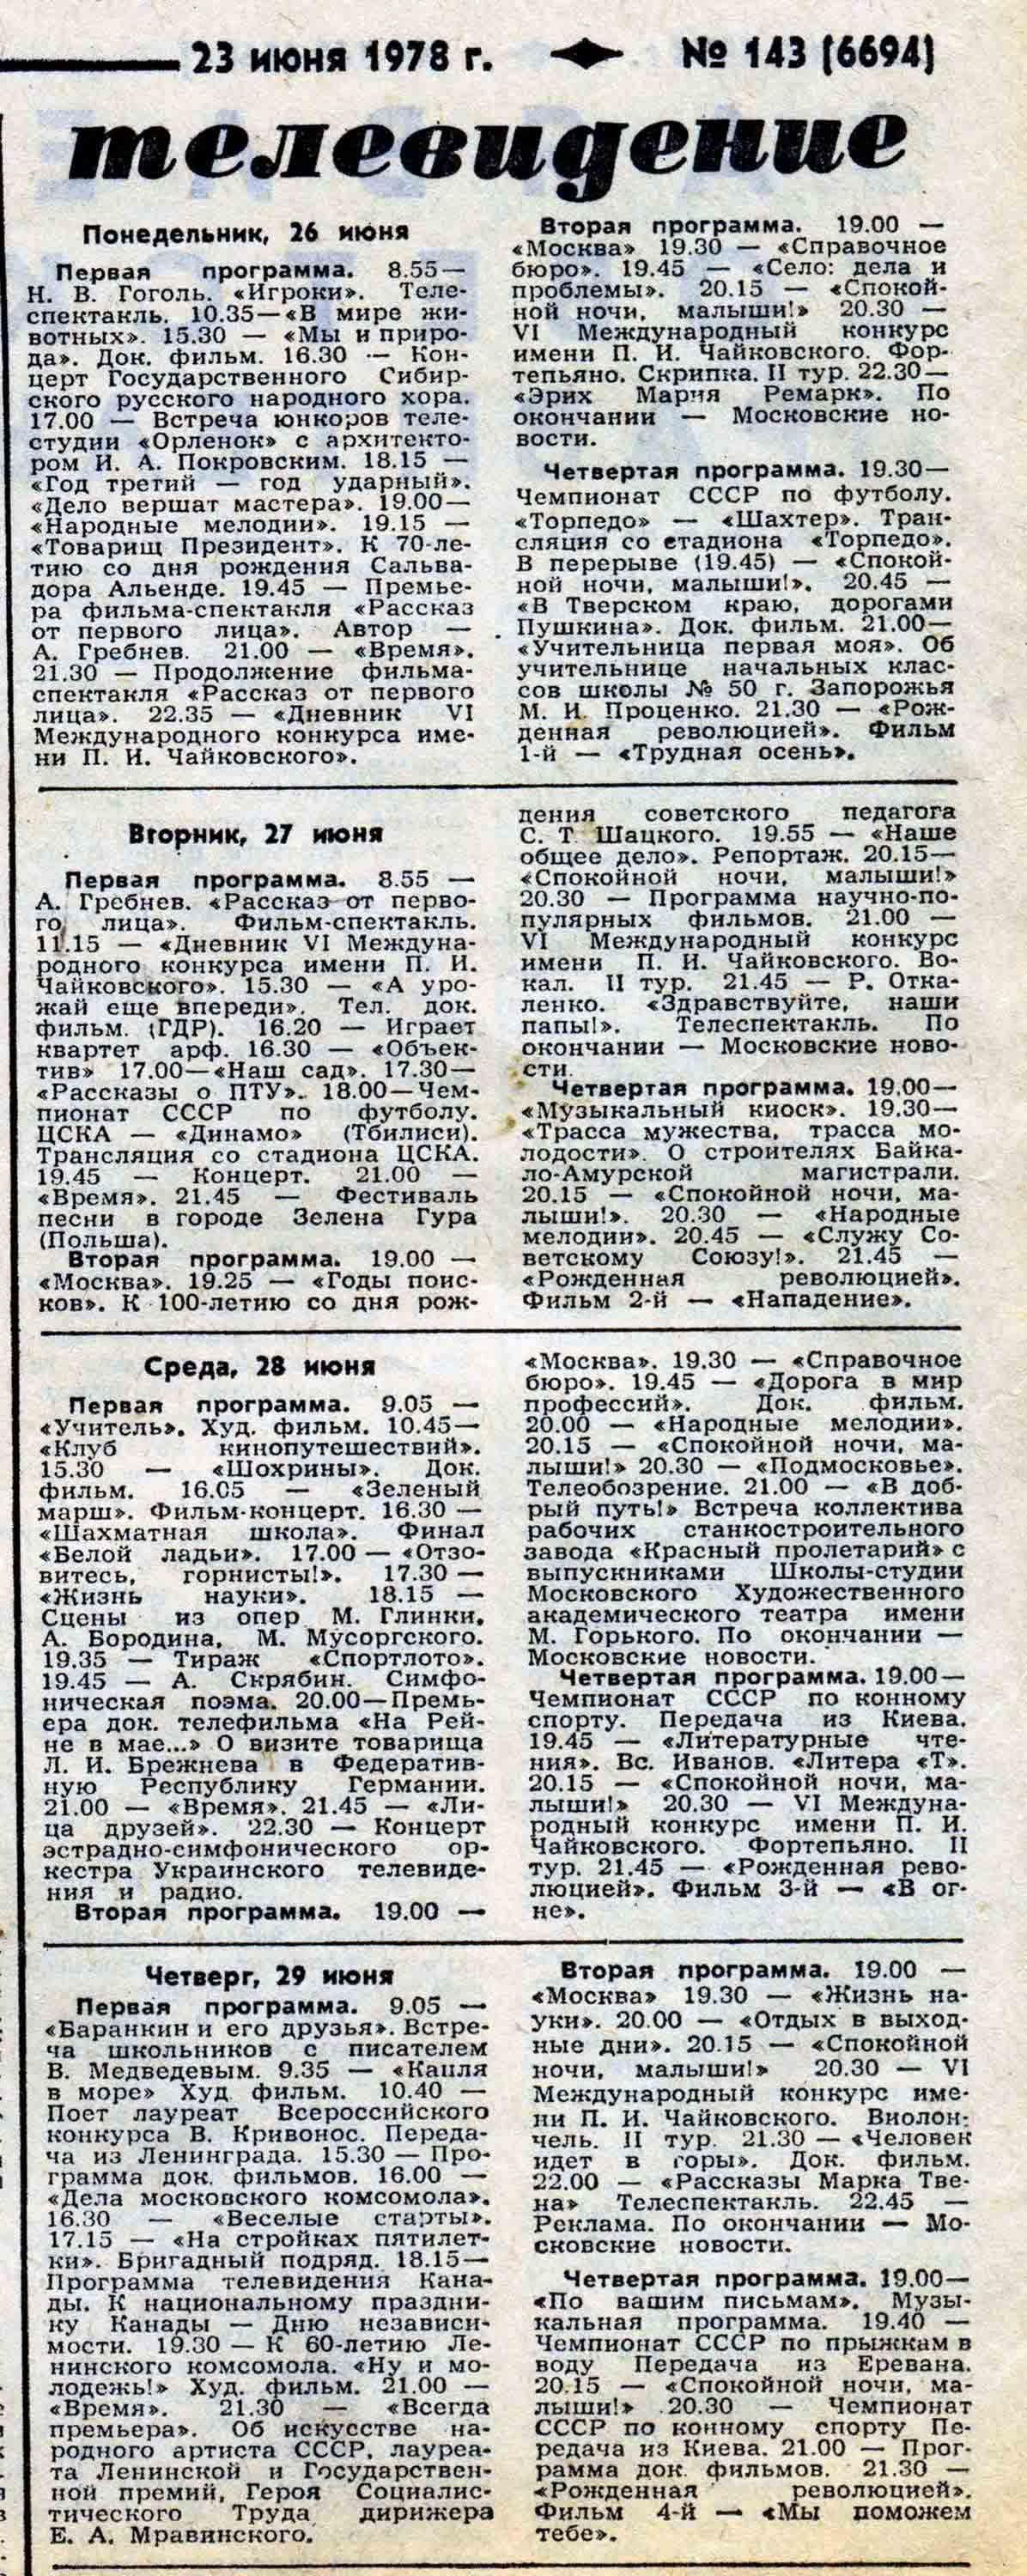 23 июня 1978 г. № 143 (6694)
телевидение
Понедельник, 26 июня
Первая программа. 8.55—
Н. В. Гоголь. «Игроки». Теле-
спектакль. 10.35—«В мире жи-
вотных». 15.30 — «Мы и приро-
да». Док. фильм. 16.30 — Кон-
церт Государственного Сибир-
ского русского народного хора.
17.00 — Встреча юнкоров теле-
студии «Орленок» с архитекто-
ром И. А. Покровским. 18.15 —
«Год третий — год ударный».
«Дело вершат мастера». 19.00—
«Народные мелодии». 19.15 —
«Товарищ Президент». К 70-ле-
тию со дня рождения Сальва-
дора Альенде. 19.45 — Премье-
ра фильма-спектакля «Рассказ
от первого лица». Автор —
А. Гребнев. 21.00 — «Время».
21.30 — Продолжение фильма-
спектакля «Рассказ от первого
лица». 22.35 — «Дневник VI
Международного конкурса име-
ни П. И. Чайковского».
Вторая программа. 19.00 —
«Москва» 19.30 — «Справочное
бюро». 19.45 — «Село: дела и
проблемы». 20.15 — «Спокой-
ной ночи, малыши!» 20.30 —
VI Международный конкурс
имени П. И. Чайковского. Фор-
тепьяно. Скрипка. II тур. 22.30—
«Эрих Мария Ремарк». По
окончании — Московские но-
вости.
Четвертая программа. 19.30—
Чемпионат СССР по футболу.
«Торпедо» — «Шахтер». Тран-
сляция со стадиона «Торпедо».
В перерыве (19.45) — «Спокой-
ной ночи, малыши!». 20.45 —
«В Тверском краю, дорогами
Пушкина». Док. фильм. 21.00—
«Учительница первая моя». Об
учительнице начальных клас-
сов школы № 50 г. Запорожья
М. И. Проценко. 21.30 — «Рож-
денная революцией». Фильм
1-й — «Трудная осень».
Вторник, 27 июня
Первая программа. 8.55 —
А. Гребнев. «Рассказ от перво-
го лица». Фильм-спектакль.
11.15 — «Дневник VI Междуна-
родного конкурса имени П. И.
Чайковского». 15.30 — «А уро-
жай еще впереди». Тел. док.
фильм. (ГДР). 16.20 — Играет
квартет арф. 16.30 — «Объек-
тив» 17.00—«Наш сад». 17.30—
«Рассказы о ПТУ». 18.00—Чем-
пионат СССР по футболу.
ЦСКА — «Динамо» (Тбилиси).
Трансляция со стадиона ЦСКА.
19.45 — Концерт. 21.00 —
«Время». 21.45 — Фестиваль
песни в городе Зелена Гура
(Польша).
Вторая программа. 19.00 —
«Москва». 19.25 — «Годы поис-
ков». К 100-летию со дня рож-
дения советского педагога
С. Т. Шацкого. 19.55 — «Наше
общее дело». Репортаж. 20.15—
«Спокойной ночи, малыши!»
20.30 — Программа научно-по-
пулярных фильмов. 21.00 —
VI Международный конкурс
имени П. И. Чайковского. Во-
кал. II тур. 21.45 — Р. Отка-
ленко. «Здравствуйте, наши
папы!». Телеспектакль. По
окончании — Московские ново-
сти.
Четвертая программа. 19.00—
«Музыкальный киоск». 19.30—
«Трасса мужества, трасса мо-
лодости». О строителях Байка-
ло-Амурской магистрали.
20.15 — «Спокойной ночи, ма-
лыши!». 20.30 — «Народные
мелодии». 20.45 — «Служу Со-
ветскому Союзу!». 21.45 —
«Рожденная революцией».
Фильм 2-й — «Нападение».
Среда, 28 июня
Первая программа. 9.05 —
«Учитель». Худ. фильм. 10.45—
«Клуб кинопутешествий».
15.30 — «Шохрины». Док.
фильм. 16.05 — «Зеленый
марш». Фильм-концерт. 16.30 —
«Шахматная школа». Финал
«Белой ладьи». 17.00 — «Отзо-
витесь, горнисты!». 17.30 —
«Жизнь науки». 18.15 —
Сцены из опер М. Глинки,
А. Бородина, М. Мусоргского.
19.35 — Тираж «Спортлото».
19.45 — А. Скрябин. Симфо-
ническая поэма. 20.00—Премь-
ера док. телефильма «На Рей-
не в мае...» О визите товарища
Л. И. Брежнева в Федератив-
ную Республику Германии.
21.00 — «Время». 21.45 — «Ли-
ца друзей». 22.30 — Концерт
эстрадно-симфонического ор-
кестра Украинского телевиде-
ния и радио.
Вторая программа. 19.00 —
«Москва». 19.30 — «Справочное
бюро». 19.45 — «Дорога в мир
профессий». Док. фильм.
20.00 — «Народные мелодии».
20.15 — «Спокойной ночи, ма-
лыши!» 20.30 — «Подмосковье».
Телеобозрение. 21.00 — «В доб-
рый путь!» Встреча коллектива
рабочих станкостроительного
завода «Красный пролетарий» с
выпускниками Школы-студии
Московского Художественного
академического театра имени
М. Горького. По окончании —
Московские новости.
Четвертая программа. 19.00—
Чемпионат СССР по конному
спорту. Передача из Киева.
19.45 — «Литературные чте-
ния». Вс. Иванов. «Литера «Т».
20.15 — «Спокойной ночи, ма-
лыши!» 20.30 — VI Междуна-
родный конкурс имени П. И.
Чайковского. Фортепьяно. II
тур. 21.45 — «Рожденная рево-
люцией». Фильм 3-й — «В ог-
не».
Четверг, 29 июня
Первая программа. 9.05 —
«Баранкин и его друзья». Встре-
ча школьников с писателем
В. Медведевым. 9.35 — «Капля
в море» Худ. фильм. 10.40 —
Поет лауреат Всероссийского
конкурса В. Кривонос. Переда-
ча из Ленинграда. 15.30 — Про-
грамма док. фильмов. 16.00 —
«Дела московского комсомола».
16.30 — «Веселые старты».
17.15 — «На стройках пятилет-
ки». Бригадный подряд. 18.15—
Программа телевидения Кана-
ды. К национальному праздни-
ку Канады — Дню независи-
мости. 19.30 — К 60-летию Ле-
нинского комсомола. «Ну и мо-
лодежь!» Худ. фильм. 21.00 —
«Время». 21.30 — «Всегда
премьера». Об искусстве на-
родного артиста СССР, лауреа-
та Ленинской и Государствен-
ной премий, Героя Социалис-
тического Труда дирижера
Е. А. Мравинского.
Вторая программа. 19.00 —
«Москва» 19.30 — «Жизнь на-
уки». 20.00 — «Отдых в выход-
ные дни». 20.15 — «Спокойной
ночи, малыши!» 20.30 — VI
Международный конкурс име-
ни П. И. Чайковского. Виолон-
чель. II тур. 21.30 — «Человек
идет в горы». Док. фильм.
22.00 — «Рассказы Марка Тве-
на» Телеспектакль. 22.45 —
Реклама. По окончании — Мо-
сковские новости.
Четвертая программа. 19.00—
«По вашим письмам». Музы-
кальная программа. 19.40 —
Чемпионат СССР по прыжкам в
воду Передача из Еревана.
20.15 — «Спокойной ночи, ма-
лыши!» 20.30 — Чемпионат
СССР по конному спорту Пе-
редача из Киева. 21.00 — Прог-
рамма док. фильмов. 21.30 —
«Рожденная революцией».
Фильм 4-й — «Мы поможем
тебе».